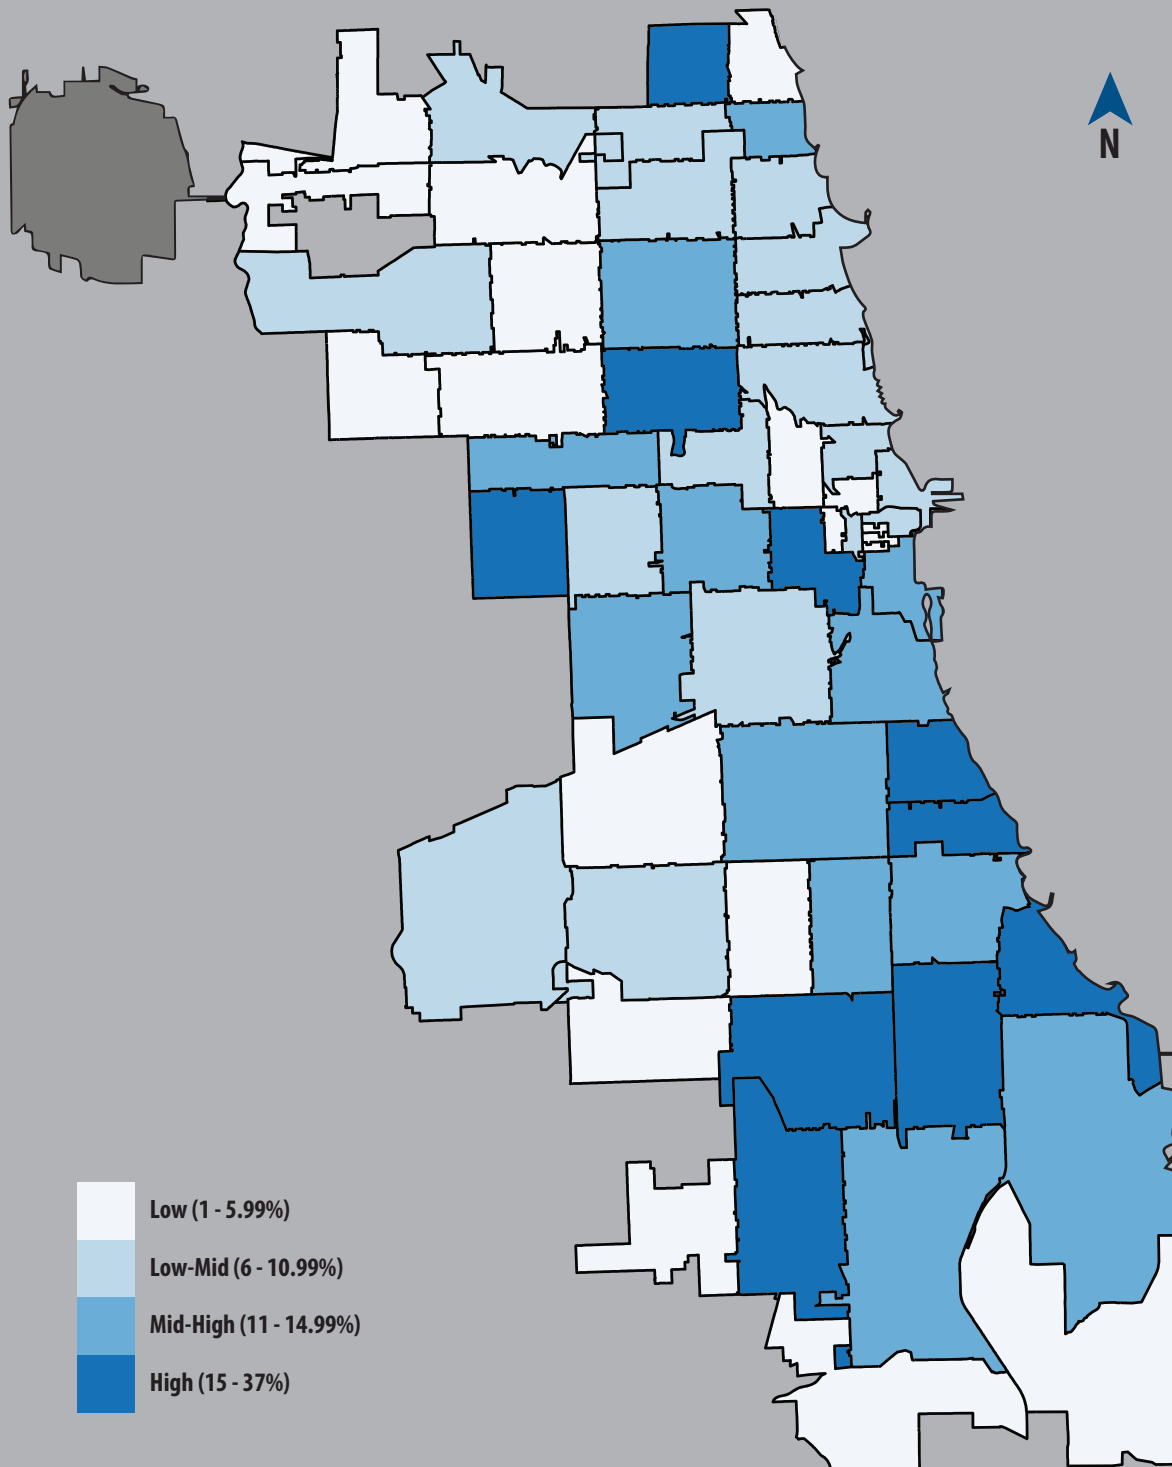 N
Low (1 - 5.99%)
Low-Mid (6 - 10.99%)
Mid-High (11 - 14.99%)
High (15 - 37%)